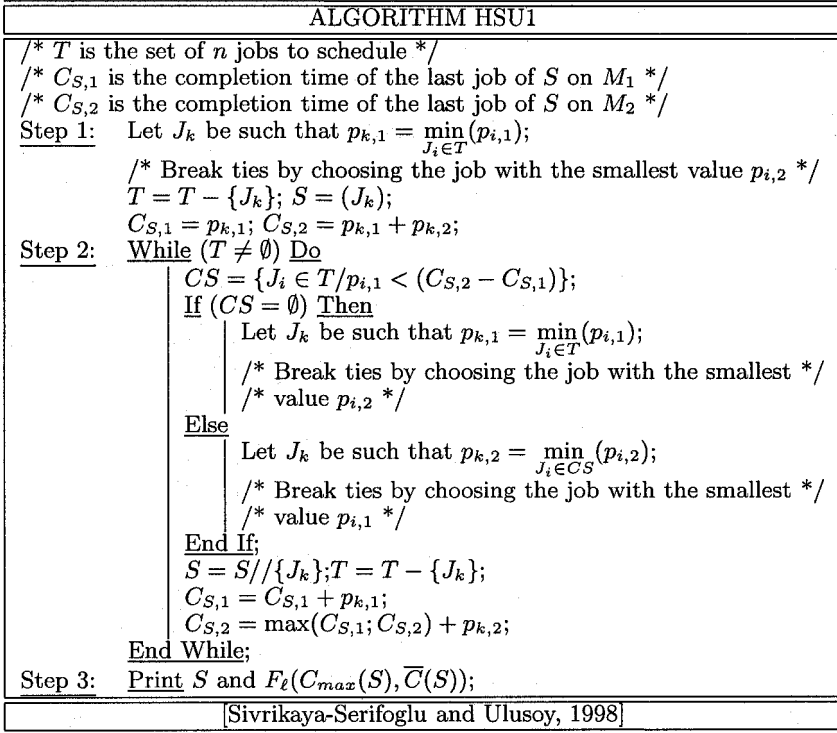 ALGORITHM HSU1
/* T is the set of n jobs to schedule */
/* C_{S,1} is the completion time of the last job of S on M_1 */
/* C_{S,2} is the completion time of the last job of S on M_2 */
Step 1: Let J_k be such that p_{k,1} = min_{J_i∈T}(p_{i,1});
/* Break ties by choosing the job with the smallest value p_{i,2} */
T = T − {J_k}; S = (J_k);
C_{S,1} = p_{k,1}; C_{S,2} = p_{k,1} + p_{k,2};
Step 2: While (T ≠ ∅) Do
CS = {J_i ∈ T/p_{i,1} < (C_{S,2} − C_{S,1})};
If (CS = ∅) Then
Let J_k be such that p_{k,1} = min_{J_i∈T}(p_{i,1});
/* Break ties by choosing the job with the smallest */
/* value p_{i,2} */
Else
Let J_k be such that p_{k,2} = min_{J_i∈CS}(p_{i,2});
/* Break ties by choosing the job with the smallest */
/* value p_{i,1} */
End If;
S = S//{J_k};T = T − {J_k};
C_{S,1} = C_{S,1} + p_{k,1};
C_{S,2} = max(C_{S,1}; C_{S,2}) + p_{k,2};
End While;
Step 3: Print S and F_ℓ(C_{max}(S), C̅(S));
[Sivrikaya-Serifoglu and Ulusoy, 1998]